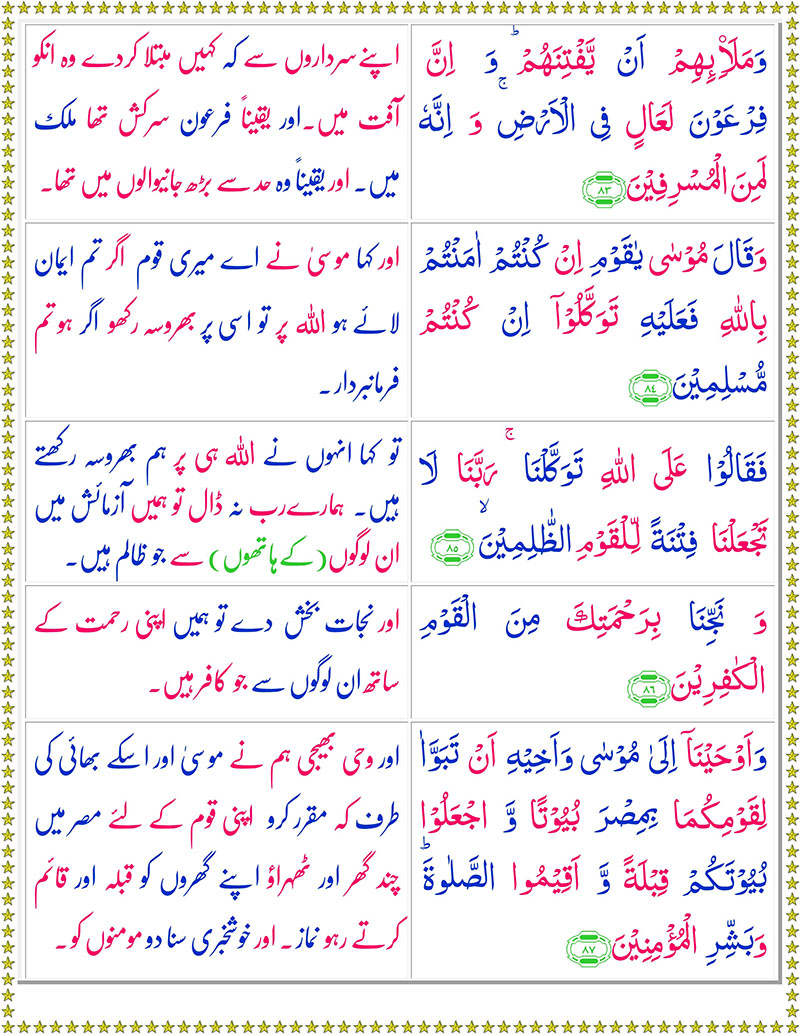 وَمَلَا۟ئِهِمْ اَنْ يَّفْتِنَهُمْ ؕ وَ اِنَّ
فِرْعَوْنَ لَعَالٍ فِى الْاَرْضِ ۚ وَ اِنَّهٗ
لَمِنَ الْمُسْرِفِيْنَ ﴿٨٣﴾
اپنے سرداروں سے کہ کہیں مبتلا کردے وہ انکو
آفت میں۔ اور یقیناً فرعون سرکش تھا ملک
میں۔ اور یقیناً وہ حد سے بڑھ جانیوالوں میں تھا۔
وَقَالَ مُوْسٰى يٰقَوْمِ اِنْ كُنْتُمْ اٰمَنْتُمْ
بِاللّٰهِ فَعَلَيْهِ تَوَكَّلُوْٓا اِنْ كُنْتُمْ
مُّسْلِمِيْنَ ﴿٨٤﴾
اور کہا موسیٰ نے اے میری قوم اگر تم ایمان
لائے ہو اللہ پر تو اسی پر بھروسہ رکھو اگر ہو تم
فرمانبردار۔
فَقَالُوْا عَلَى اللّٰهِ تَوَكَّلْنَا ۚ رَبَّنَا لَا
تَجْعَلْنَا فِتْنَةً لِّلْقَوْمِ الظّٰلِمِيْنَ ۙ ﴿٨٥﴾
تو کہا انہوں نے اللہ ہی پر ہم بھروسہ رکھتے
ہیں۔ ہمارے رب نہ ڈال تو ہمیں آزمائش میں
ان لوگوں (کے ہاتھوں) سے جو ظالم ہیں۔
وَ نَجِّنَا بِرَحْمَتِكَ مِنَ الْقَوْمِ
الْكٰفِرِيْنَ ﴿٨٦﴾
اور نجات بخش دے تو ہمیں اپنی رحمت کے
ساتھ ان لوگوں سے جو کافر ہیں۔
وَاَوْحَيْنَآ اِلٰى مُوْسٰى وَاَخِيْهِ اَنْ تَبَوَّاٰ
لِقَوْمِكُمَا بِمِصْرَ بُيُوْتًا وَّ اجْعَلُوْا
بُيُوْتَكُمْ قِبْلَةً وَّ اَقِيْمُوا الصَّلٰوةَ ؕ
وَبَشِّرِ الْمُؤْمِنِيْنَ ﴿٨٧﴾
اور وحی بھیجی ہم نے موسیٰ اور اسکے بھائی کی
طرف کہ مقرر کرو اپنی قوم کے لئے مصر میں
چند گھر اور ٹھہراؤ اپنے گھروں کو قبلہ اور قائم
کرتے رہو نماز۔ اور خوشخبری سنا دو مومنوں کو۔